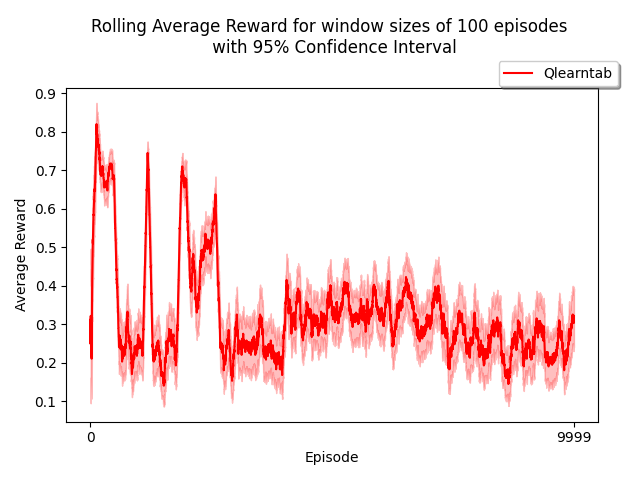 Rolling Average Reward for window sizes of 100 episodes
with 95% Confidence Interval
Qlearntab
0.9
0.8
0.7
0.6
0.5
0.4
0.3
0.2
0.1
Average Reward
0
9999
Episode